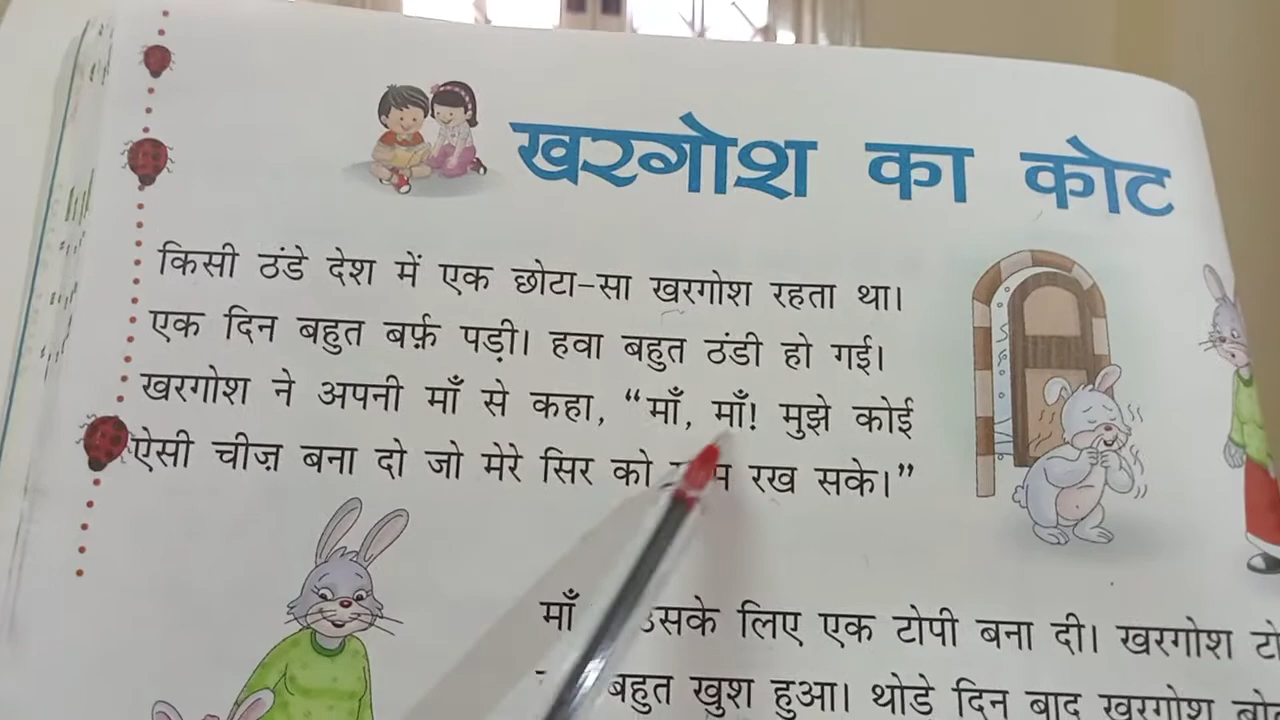 खरगोश का कोट
किसी ठंडे देश में एक छोटा-सा खरगोश रहता था।
एक दिन बहुत बर्फ़ पड़ी। हवा बहुत ठंडी हो गई।
खरगोश ने अपनी माँ से कहा, “माँ, माँ! मुझे कोई
ऐसी चीज़ बना दो जो मेरे सिर को रख सके।”
माँ उसके लिए एक टोपी बना दी। खरगोश
बहुत खुश हुआ। थोडे दिन बाद खरगोश